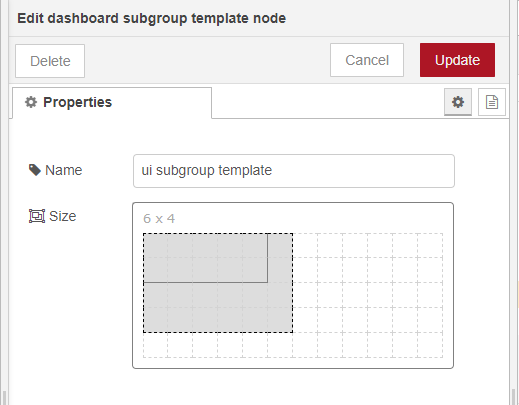 Edit dashboard subgroup template node
Delete
Cancel
Update
Properties
Name
ui subgroup template
Size
6 x 4